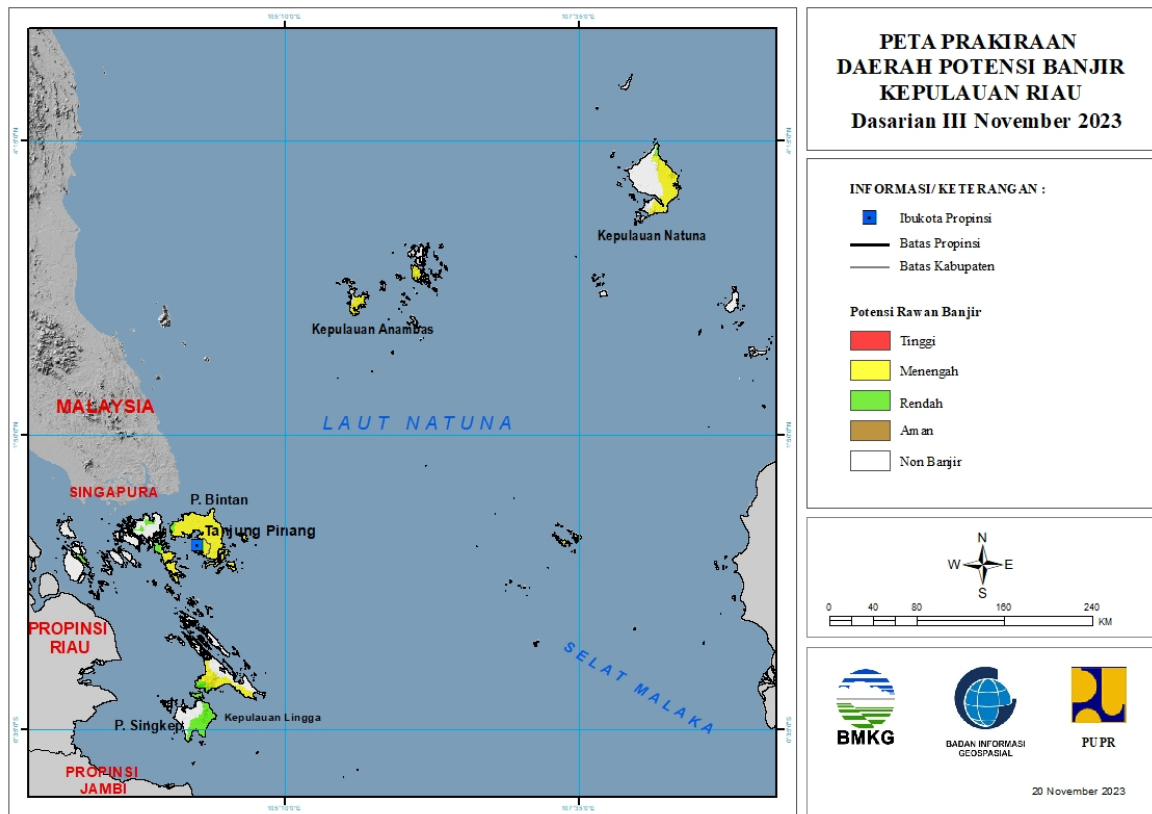 PETA PRAKIRAAN
DAERAH POTENSI BANJIR
KEPULAUAN RIAU
Dasarian III November 2023
INFORMASI/ KETERANGAN :
Ibukota Propinsi
Batas Propinsi
Batas Kabupaten
Potensi Rawan Banjir
Tinggi
Menengah
Rendah
Aman
Non Banjir
N
W E
S
0 40 80 160 240
KM
BMKG
BADAN INFORMASI
GEOSPASIAL
PUPR
20 November 2023
Kepulauan Natuna
Kepulauan Anambas
MALAYSIA
LAUT NATUNA
SINGAPURA
P. Bintan
Tanjung Pinang
PROPINSI
RIAU
SELAT MALAKA
P. Singkep
Kepulauan Lingga
PROPINSI
JAMBI